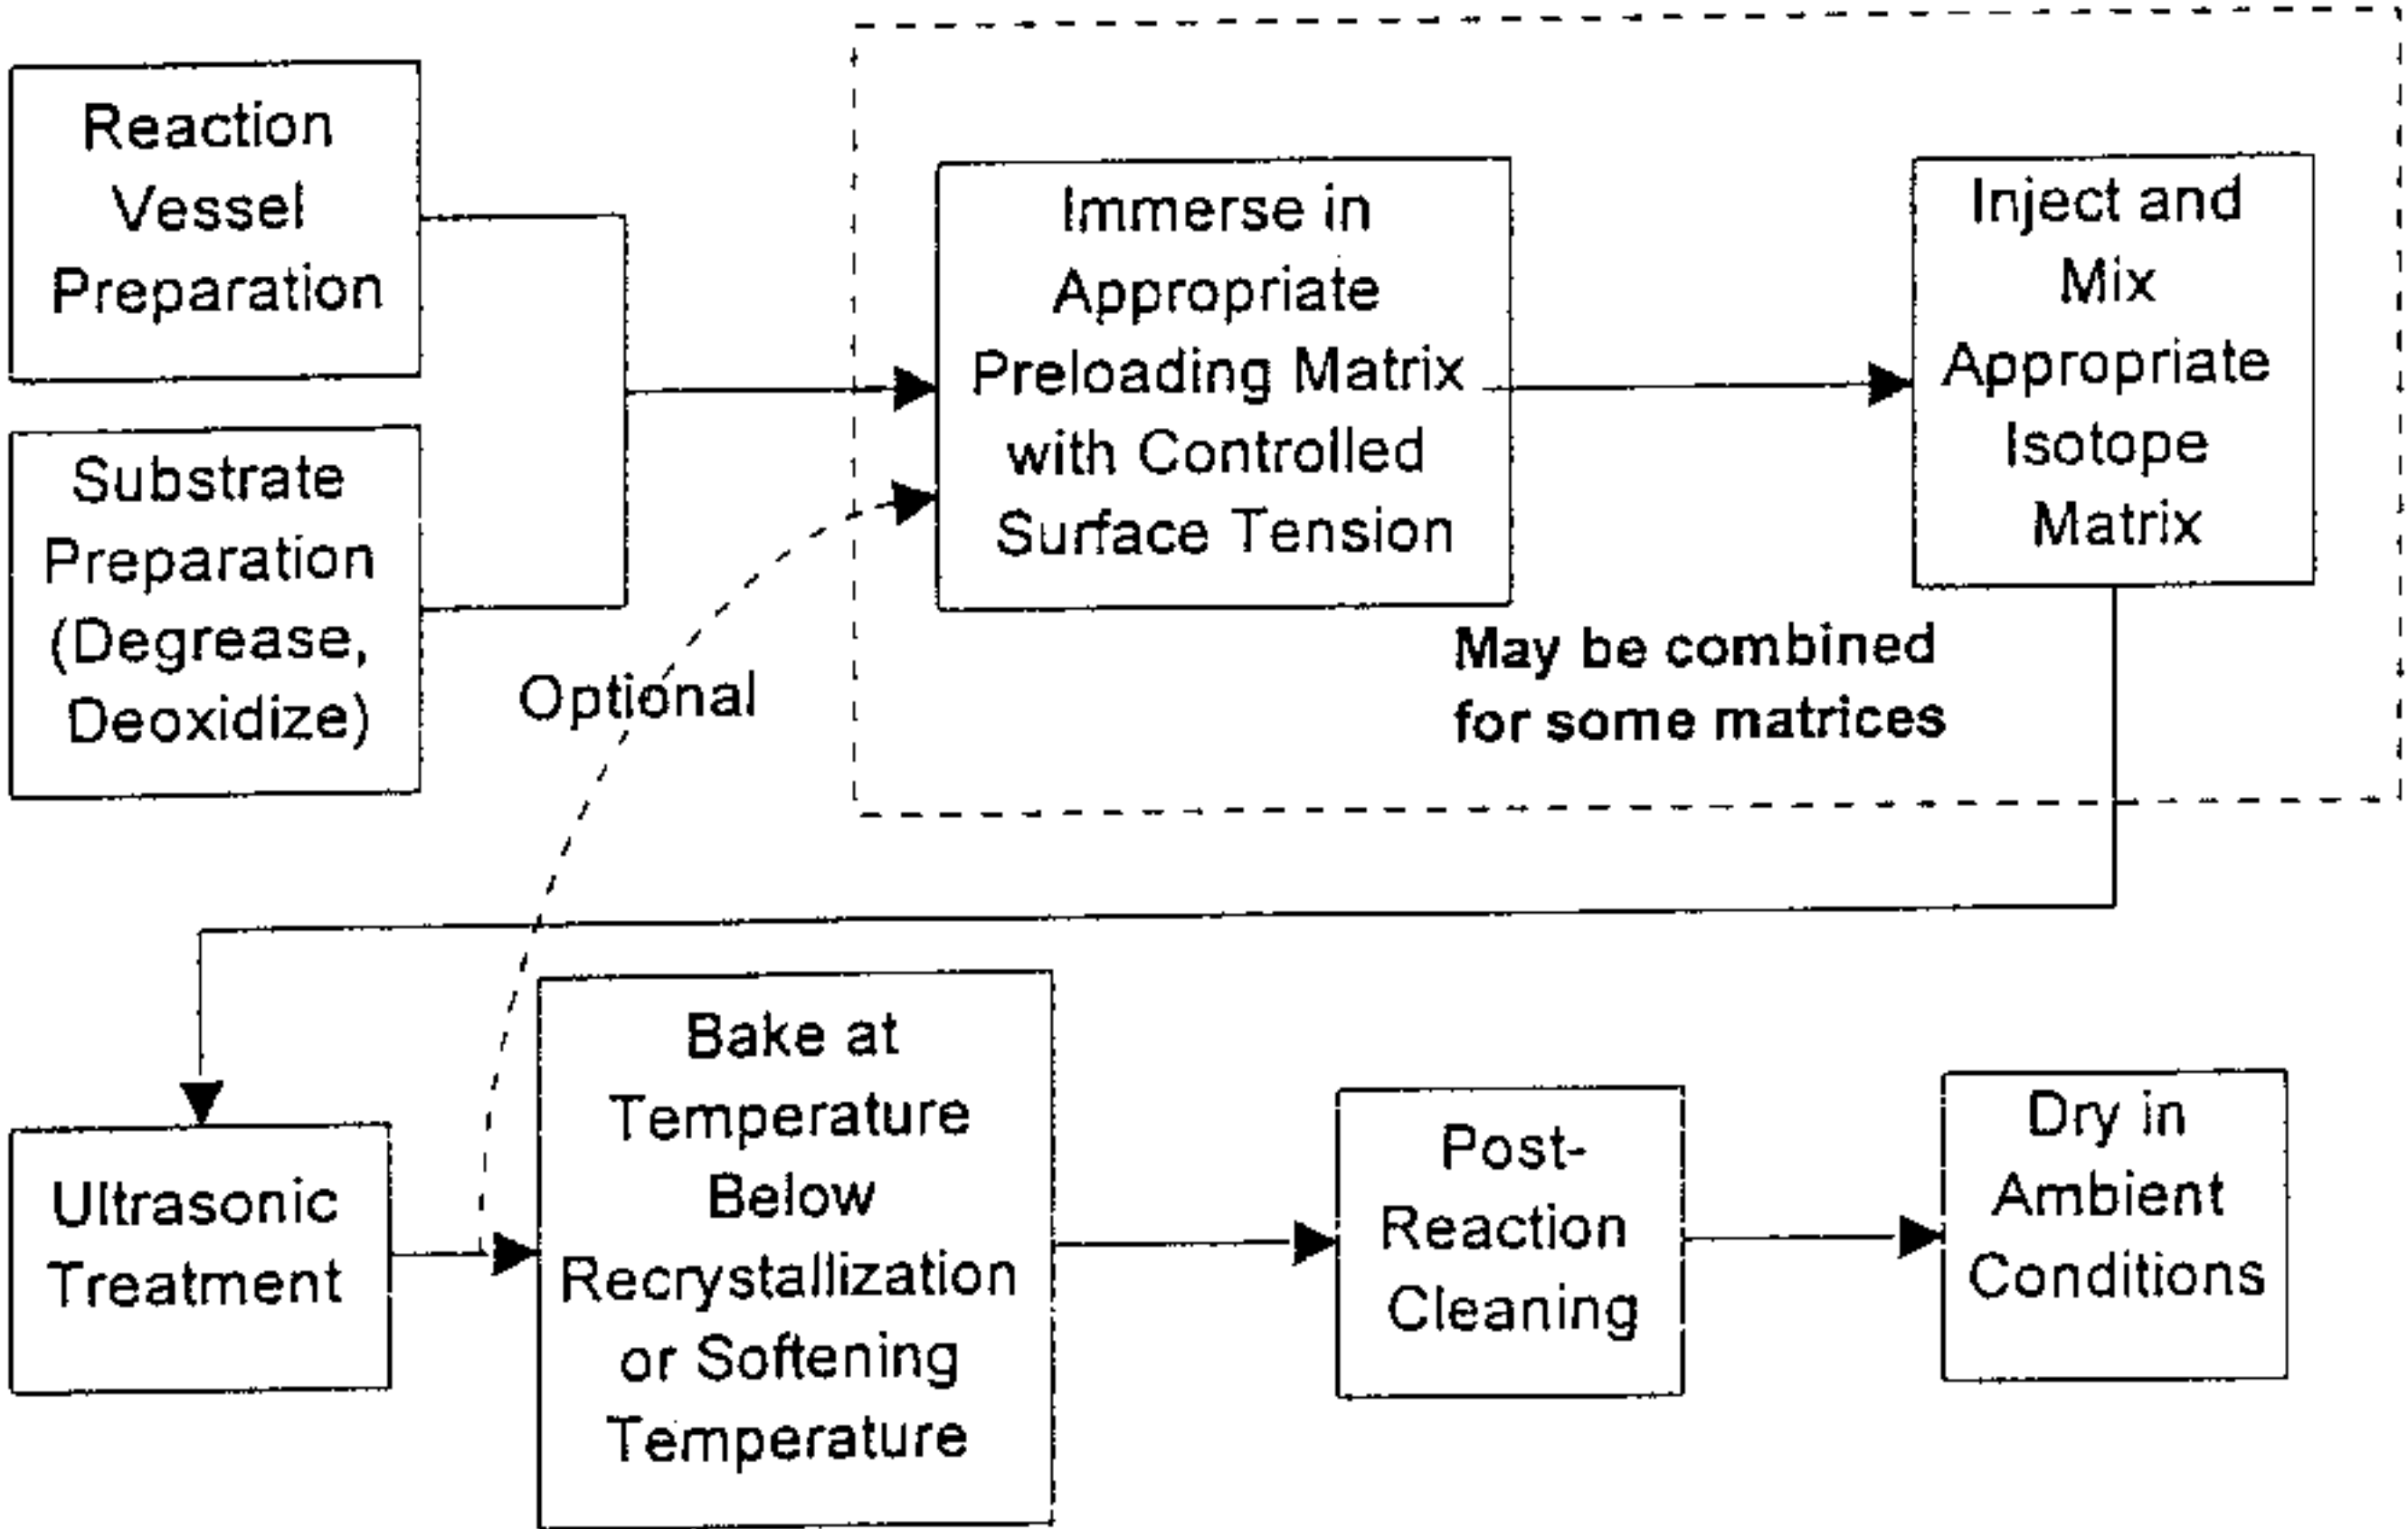 Reaction
Vessel
Preparation
Substrate
Preparation
(Degrease,
Deoxidize)
Optional
Immerse in
Appropriate
Preloading Matrix
with Controlled
Surface Tension
Inject and
Mix
Appropriate
Isotope
Matrix
May be combined
for some matrices
Ultrasonic
Treatment
Bake at
Temperature
Below
Recrystallization
or Softening
Temperature
Post-
Reaction
Cleaning
Dry in
Ambient
Conditions